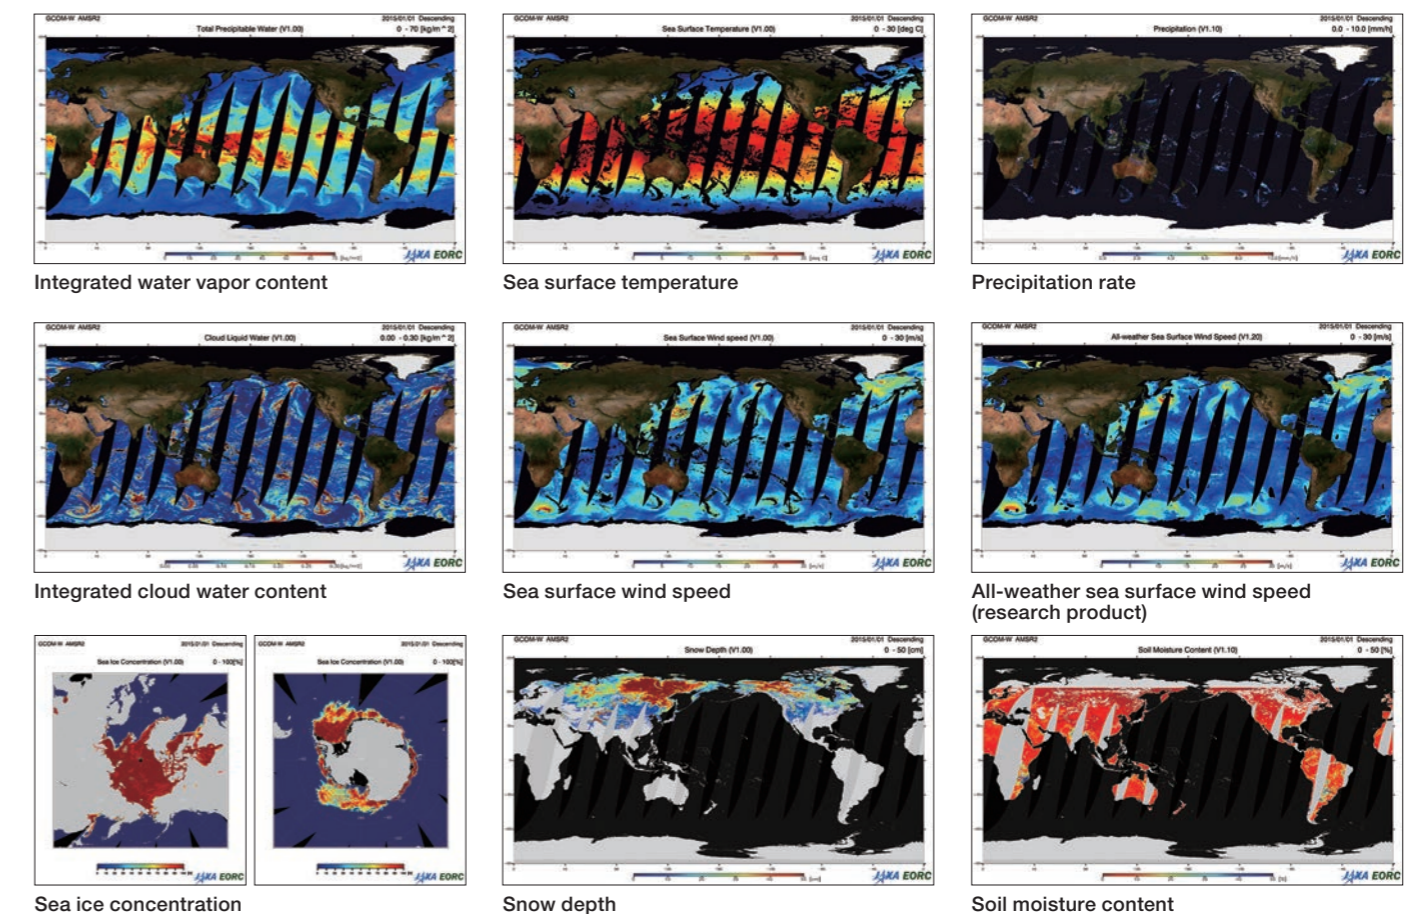 GCOM-W AMSR2 2015/01/01 Descending
Total Precipitable Water (V1.00) 0 - 70 [kg/m^2]
JAXA EORC
Integrated water vapor content
GCOM-W AMSR2 2015/01/01 Descending
Sea Surface Temperature (V1.00) 0 - 30 [deg C]
JAXA EORC
Sea surface temperature
GCOM-W AMSR2 2015/01/01 Descending
Precipitation (V1.10) 0.0 - 10.0 [mm/h]
JAXA EORC
Precipitation rate
GCOM-W AMSR2 2015/01/01 Descending
Cloud Liquid Water (V1.00) 0.00 - 0.30 [kg/m^2]
JAXA EORC
Integrated cloud water content
GCOM-W AMSR2 2015/01/01 Descending
Sea Surface Wind speed (V1.00) 0 - 30 [m/s]
JAXA EORC
Sea surface wind speed
GCOM-W AMSR2 2015/01/01 Descending
All-weather Sea Surface Wind Speed (V1.20) 0 - 30 [m/s]
JAXA EORC
All-weather sea surface wind speed
(research product)
GCOM-W AMSR2 2015/01/01 Descending
Sea Ice Concentration (V1.00) 0 - 100[%]
JAXA EORC
GCOM-W AMSR2 2015/01/01 Descending
Sea Ice Concentration (V1.00) 0 - 100[%]
JAXA EORC
Sea ice concentration
GCOM-W AMSR2 2015/01/01 Descending
Snow Depth (V1.00) 0 - 50 [cm]
JAXA EORC
Snow depth
GCOM-W AMSR2 2015/01/01 Descending
Soil Moisture Content (V1.10) 0 - 50 [%]
JAXA EORC
Soil moisture content